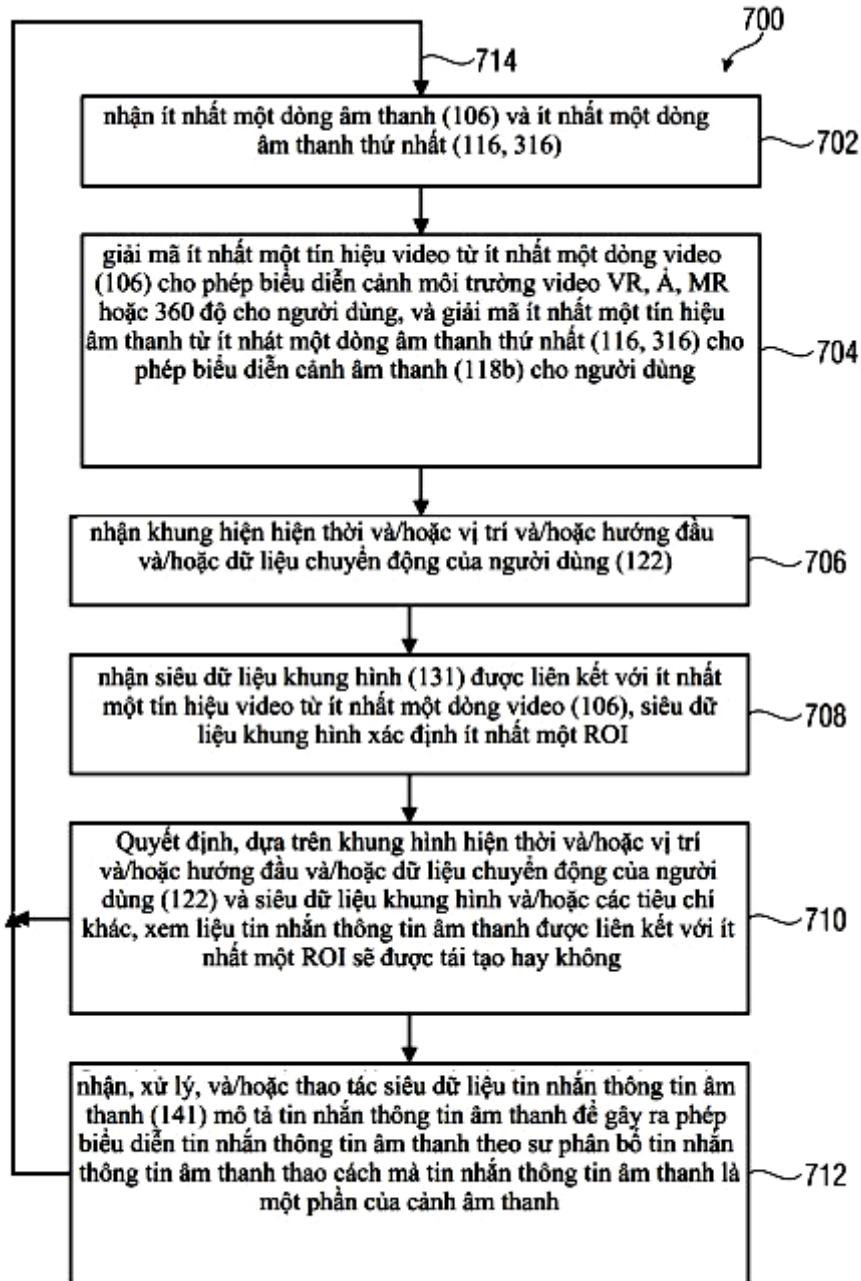 700
714
nhận ít nhất một dòng âm thanh (106) và ít nhất một dòng
âm thanh thứ nhất (116, 316)
702
giải mã ít nhất một tín hiệu video từ ít nhất một dòng video
(106) cho phép biểu diễn cảnh môi trường video VR, Ả, MR
hoặc 360 độ cho người dùng, và giải mã ít nhất một tín hiệu
âm thanh từ ít nhát một dòng âm thanh thứ nhất (116, 316) cho
phép biểu diễn cảnh âm thanh (118b) cho người dùng
704
nhận khung hiện hiện thời và/hoặc vị trí và/hoặc hướng đầu
và/hoặc dữ liệu chuyển động của người dùng (122)
706
nhận siêu dữ liệu khung hình (131) được liên kết với ít nhất
một tín hiệu video từ ít nhất một dòng video (106), siêu dữ
liệu khung hình xác định ít nhất một ROI
708
Quyết định, dựa trên khung hình hiện thời và/hoặc vị trí
và/hoặc hướng đầu và/hoặc dữ liệu chuyển động của người
dùng (122) và siêu dữ liệu khung hình và/hoặc các tiêu chí
khác, xem liệu tin nhắn thông tin âm thanh được liên kết với ít
nhất một ROI sẽ được tái tạo hay không
710
nhận, xử lý, và/hoặc thao tác siêu dữ liệu tin nhắn thông tin âm
thanh (141) mô tả tin nhắn thông tin âm thanh để gây ra phép
biểu diễn tin nhắn thông tin âm thanh theo sư phân bổ tin nhắn
thông tin âm thanh thao cách mà tin nhắn thông tin âm thanh là
một phần của cảnh âm thanh
712